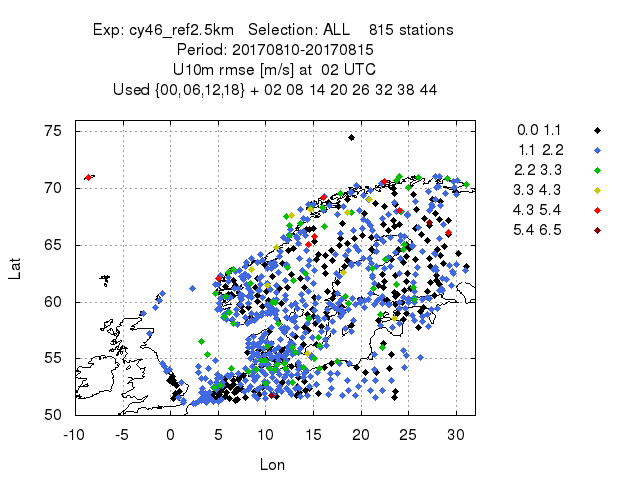 Exp: cy46_ref2.5km   Selection: ALL    815 stations
Period: 20170810-20170815
U10m rmse [m/s] at  02 UTC
Used {00,06,12,18} + 02 08 14 20 26 32 38 44
75
70
65
60
55
50
Lat
-10 -5 0 5 10 15 20 25 30
Lon
0.0 1.1
1.1 2.2
2.2 3.3
3.3 4.3
4.3 5.4
5.4 6.5